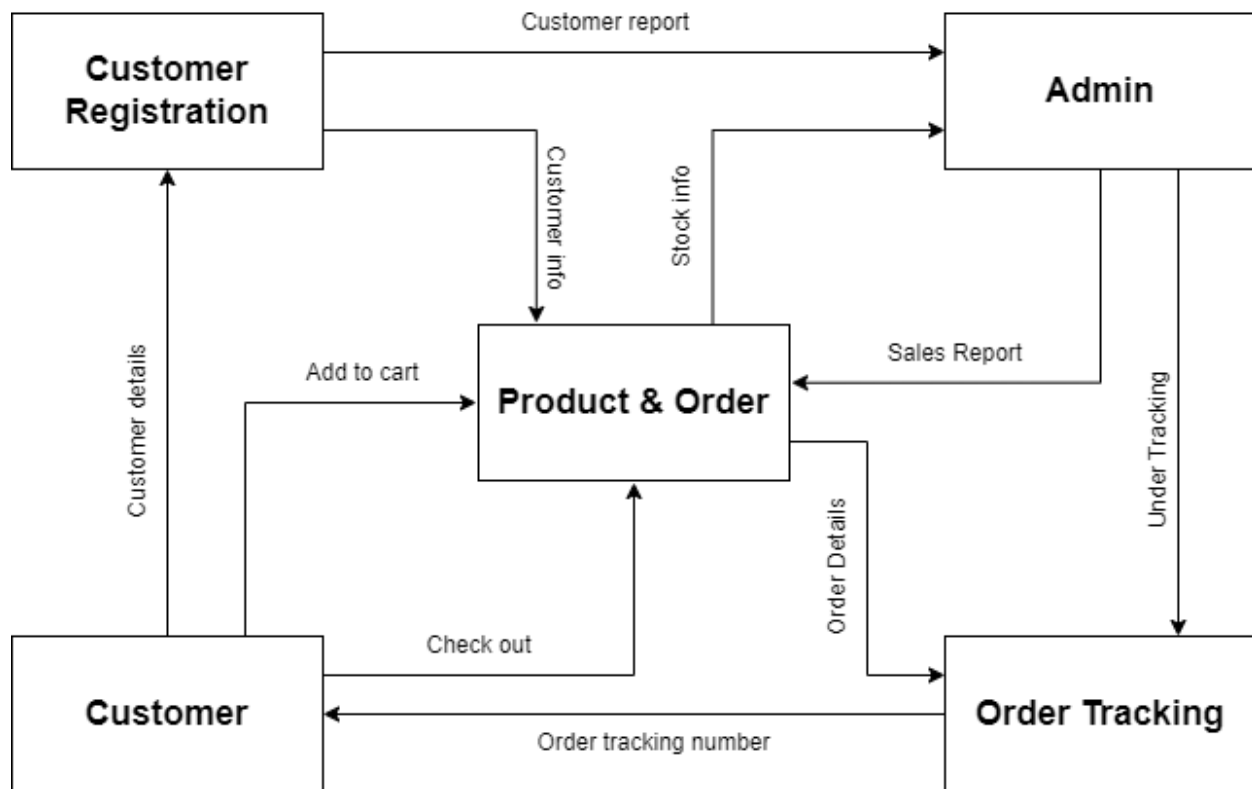 Customer report
Customer
Registration
Admin
Customer info
Stock info
Customer details
Add to cart
Sales Report
Product & Order
Under Tracking
Order Details
Check out
Customer
Order Tracking
Order tracking number